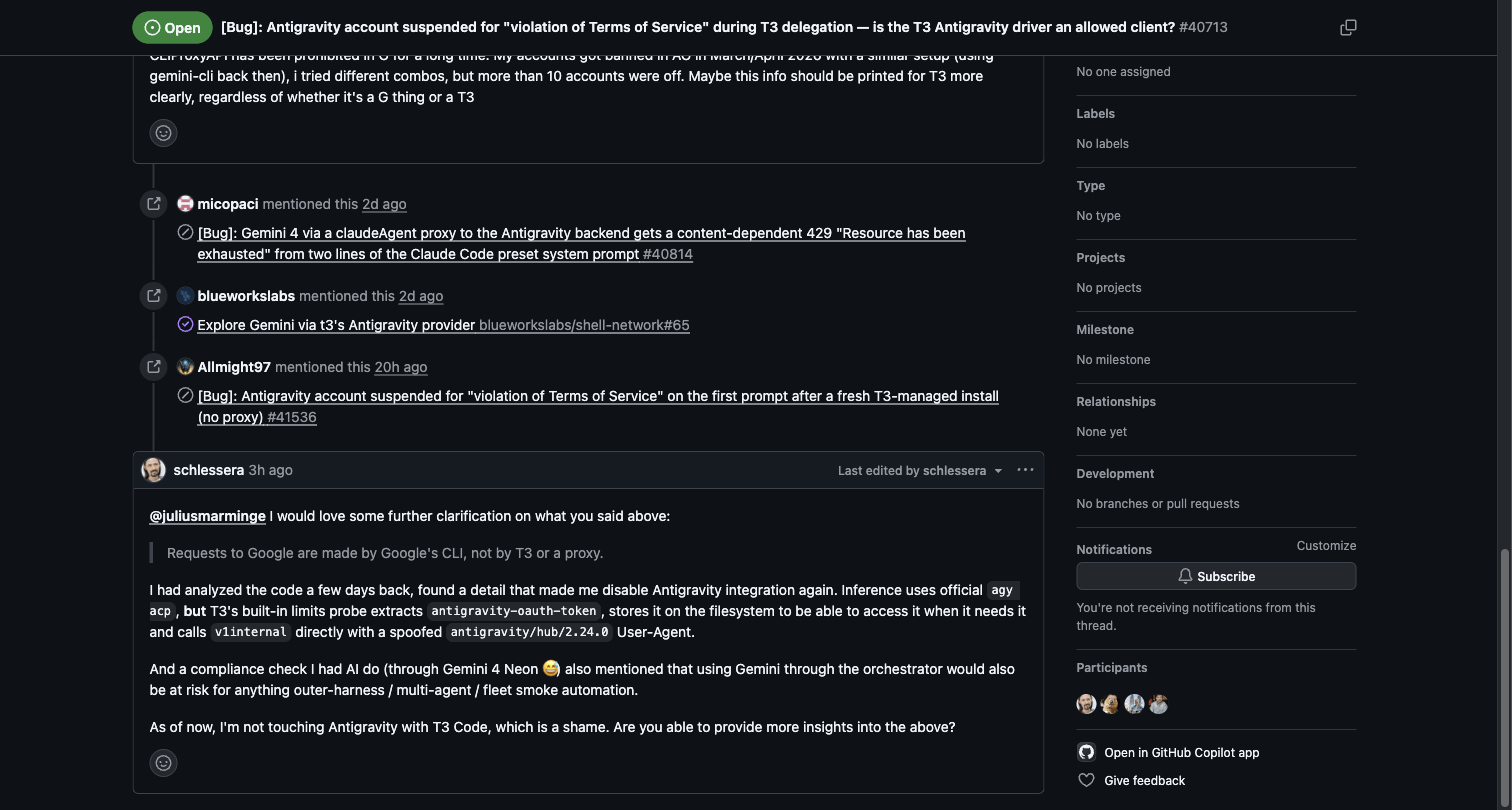 Open
[Bug]: Antigravity account suspended for "violation of Terms of Service" during T3 delegation — is the T3 Antigravity driver an allowed client? #40713
CLIProxyAPI has been prohibited in G for a long time. My accounts got banned in AG in March/April 2026 with a similar setup (using
gemini-cli back then), i tried different combos, but more than 10 accounts were off. Maybe this info should be printed for T3 more
clearly, regardless of whether it's a G thing or a T3
micopaci mentioned this 2d ago
[Bug]: Gemini 4 via a claudeAgent proxy to the Antigravity backend gets a content-dependent 429 "Resource has been
exhausted" from two lines of the Claude Code preset system prompt #40814
blueworkslabs mentioned this 2d ago
Explore Gemini via t3's Antigravity provider blueworkslabs/shell-network#65
Allmight97 mentioned this 20h ago
[Bug]: Antigravity account suspended for "violation of Terms of Service" on the first prompt after a fresh T3-managed install
(no proxy) #41536
schlessera 3h ago
Last edited by schlessera
@juliusmarminge I would love some further clarification on what you said above:
Requests to Google are made by Google's CLI, not by T3 or a proxy.
I had analyzed the code a few days back, found a detail that made me disable Antigravity integration again. Inference uses official agy
acp, but T3's built-in limits probe extracts antigravity-oauth-token, stores it on the filesystem to be able to access it when it needs it
and calls v1internal directly with a spoofed antigravity/hub/2.24.0 User-Agent.
And a compliance check I had AI do (through Gemini 4 Neon 😅) also mentioned that using Gemini through the orchestrator would also
be at risk for anything outer-harness / multi-agent / fleet smoke automation.
As of now, I'm not touching Antigravity with T3 Code, which is a shame. Are you able to provide more insights into the above?
No one assigned
Labels
No labels
Type
No type
Projects
No projects
Milestone
No milestone
Relationships
None yet
Development
No branches or pull requests
Notifications
Customize
Subscribe
You're not receiving notifications from this
thread.
Participants
Open in GitHub Copilot app
Give feedback